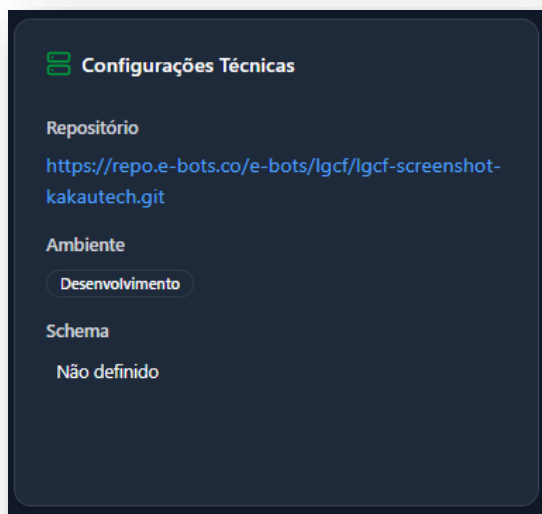 Configurações Técnicas
Repositório
https://repo.e-bots.co/e-bots/lgcf/lgcf-screenshot-
kakautech.git
Ambiente
Desenvolvimento
Schema
Não definido